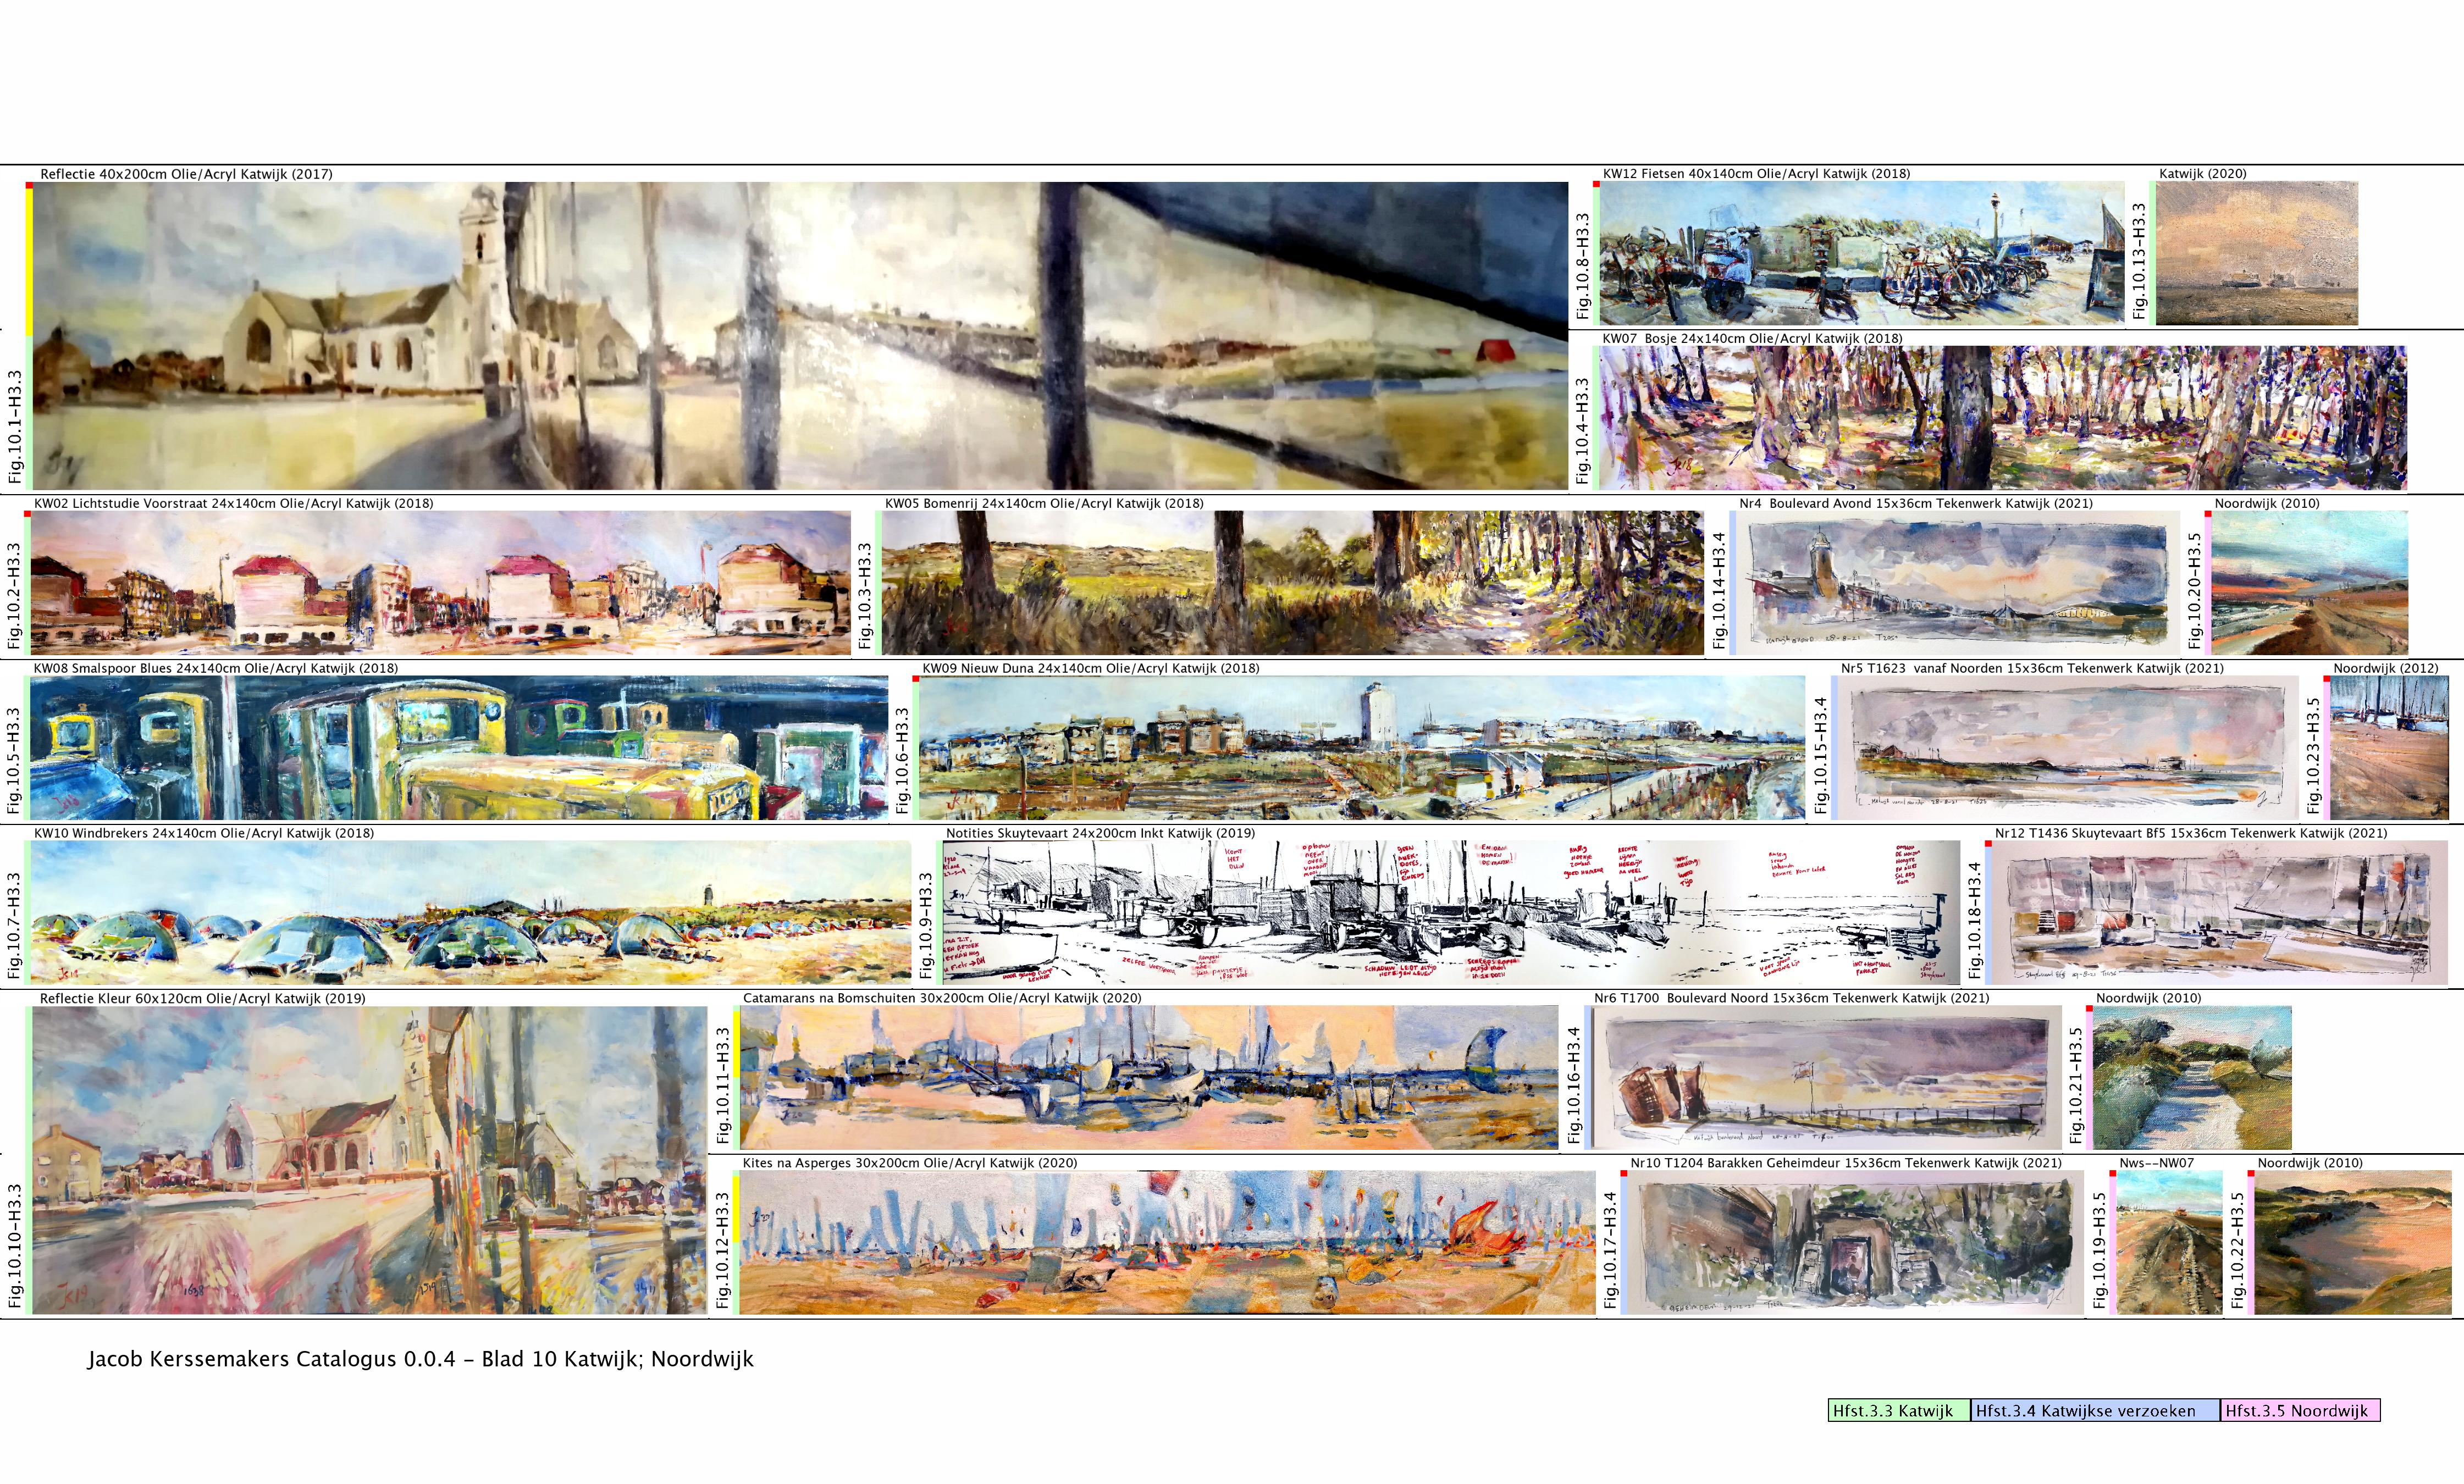 Reflectie 40x200cm Olie/Acryl Katwijk (2017)
Fig.10.1-H3.3
KW12 Fietsen 40x140cm Olie/Acryl Katwijk (2018)
Fig.10.8-H3.3
Katwijk (2020)
Fig.10.13-H3.3
KW07 Bosje 24x140cm Olie/Acryl Katwijk (2018)
Fig.10.4-H3.3
KW02 Lichtstudie Voorstraat 24x140cm Olie/Acryl Katwijk (2018)
Fig.10.2-H3.3
KW05 Bomenrij 24x140cm Olie/Acryl Katwijk (2018)
Fig.10.3-H3.3
Nr4 Boulevard Avond 15x36cm Tekenwerk Katwijk (2021)
Fig.10.14-H3.4
Noordwijk (2010)
Fig.10.20-H3.5
KW08 Smalspoor Blues 24x140cm Olie/Acryl Katwijk (2018)
Fig.10.5-H3.3
KW09 Nieuw Duna 24x140cm Olie/Acryl Katwijk (2018)
Fig.10.6-H3.3
Nr5 T1623 vanaf Noorden 15x36cm Tekenwerk Katwijk (2021)
Fig.10.15-H3.4
Noordwijk (2012)
Fig.10.23-H3.5
KW10 Windbrekers 24x140cm Olie/Acryl Katwijk (2018)
Fig.10.7-H3.3
Notities Skuytevaart 24x200cm Inkt Katwijk (2019)
Fig.10.9-H3.3
Nr12 T1436 Skuytevaart Bf5 15x36cm Tekenwerk Katwijk (2021)
Fig.10.18-H3.4
Reflectie Kleur 60x120cm Olie/Acryl Katwijk (2019)
Fig.10.10-H3.3
1638
Catamarans na Bomschuiten 30x200cm Olie/Acryl Katwijk (2020)
Fig.10.11-H3.3
Nr6 T1700 Boulevard Noord 15x36cm Tekenwerk Katwijk (2021)
Fig.10.16-H3.4
Noordwijk (2010)
Fig.10.21-H3.5
Kites na Asperges 30x200cm Olie/Acryl Katwijk (2020)
Fig.10.12-H3.3
Nr10 T1204 Barakken Geheimdeur 15x36cm Tekenwerk Katwijk (2021)
Fig.10.17-H3.4
Nws--NW07
Fig.10.19-H3.5
Noordwijk (2010)
Fig.10.22-H3.5
Jacob Kerssemakers Catalogus 0.0.4 - Blad 10 Katwijk; Noordwijk
Hfst.3.3 Katwijk
Hfst.3.4 Katwijkse verzoeken
Hfst.3.5 Noordwijk